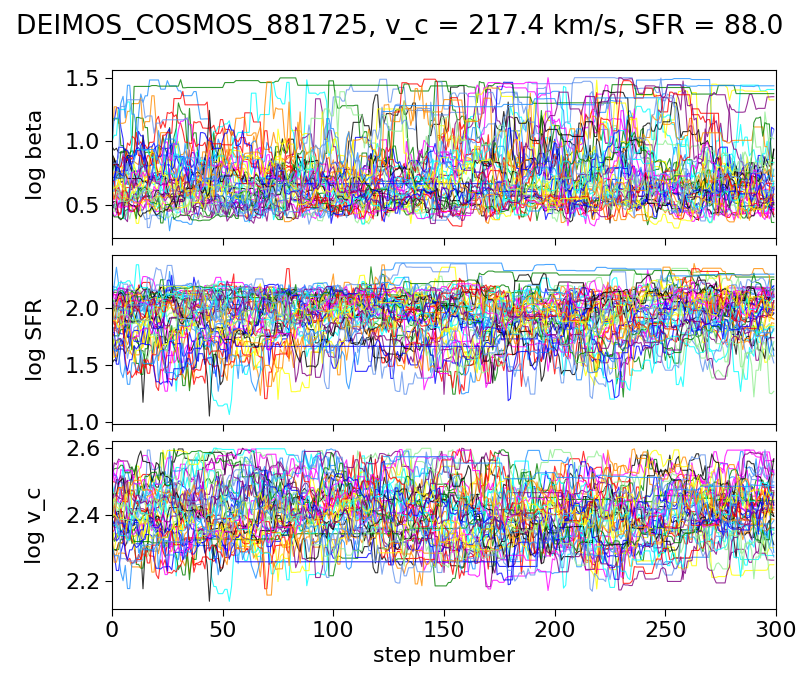 DEIMOS_COSMOS_881725, v_c = 217.4 km/s, SFR = 88.0
1.5
1.0
0.5
log beta
2.0
1.5
1.0
log SFR
2.6
2.4
2.2
log v_c
0 50 100 150 200 250 300
step number